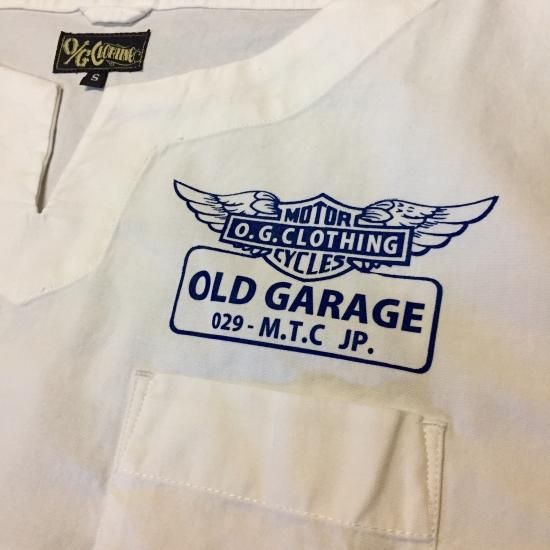 O/G CLOTHING
S
MOTOR
O.G.CLOTHING
CYCLES
OLD GARAGE
029 - M.T.C JP.